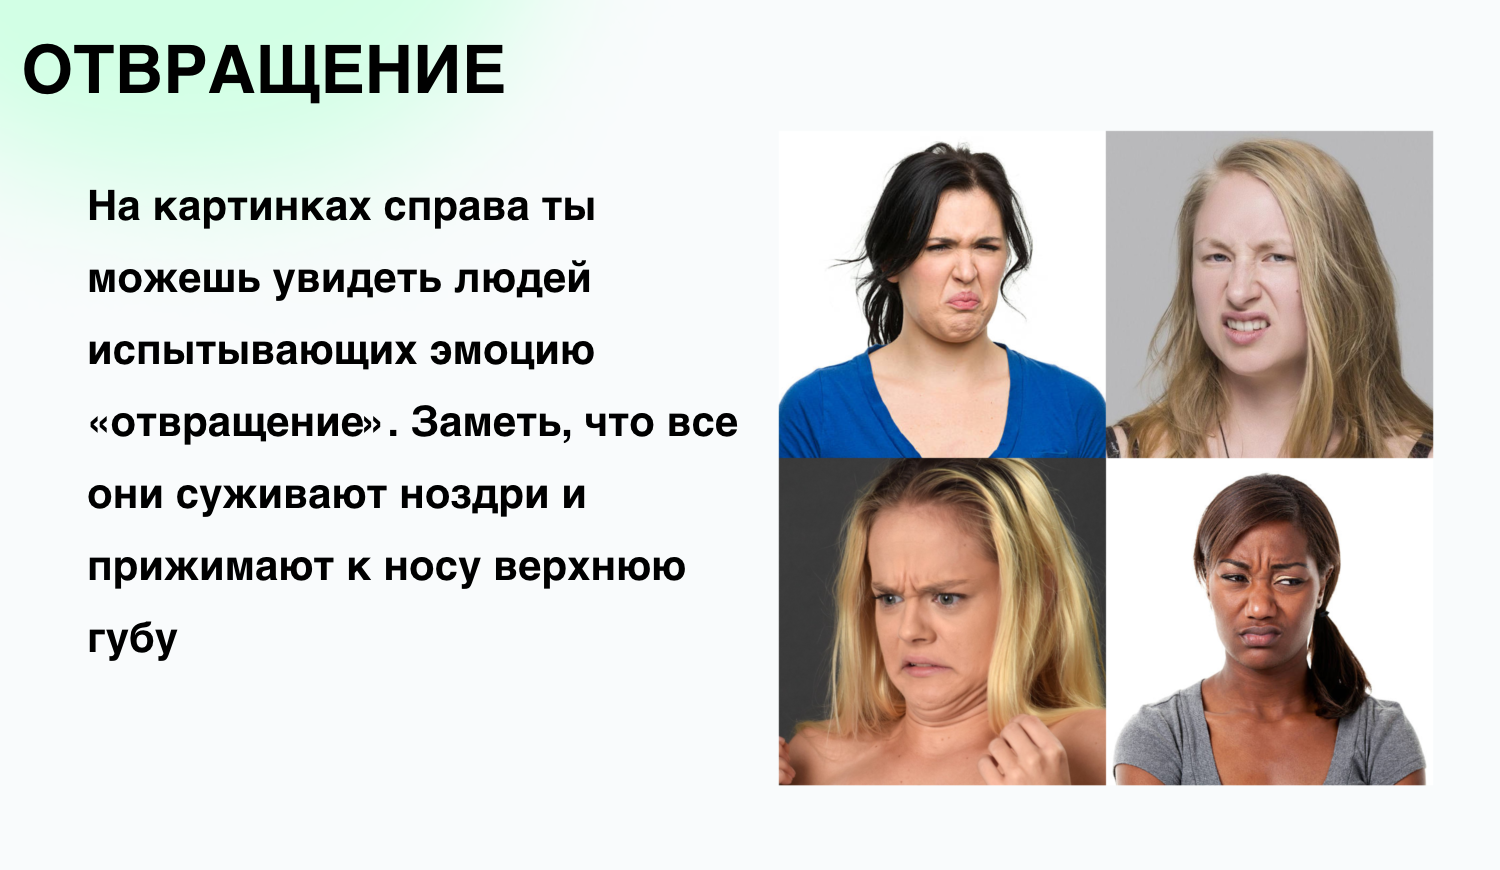 ОТВРАЩЕНИЕ
На картинках справа ты
можешь увидеть людей
испытывающих эмоцию
«отвращение». Заметь, что все
они суживают ноздри и
прижимают к носу верхнюю
губу